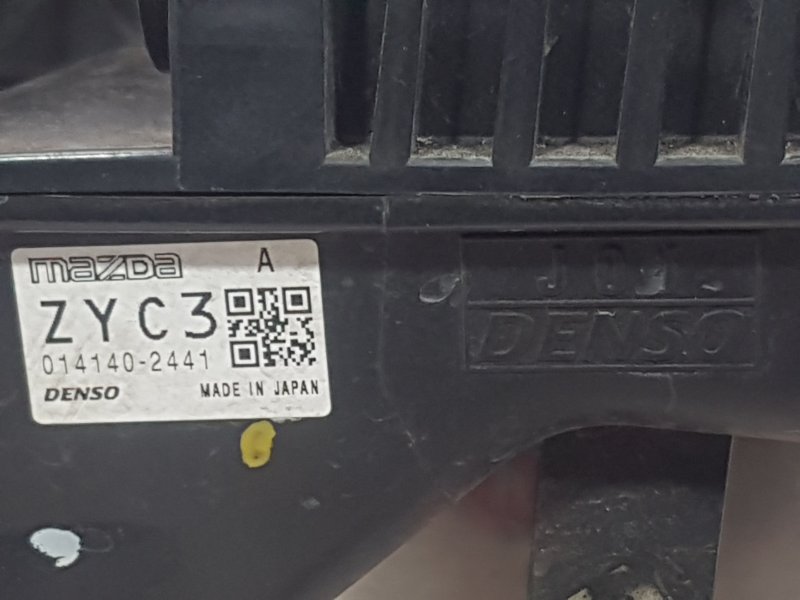 mazda A
ZYC3
014140-2441
DENSO MADE IN JAPAN
DENSO